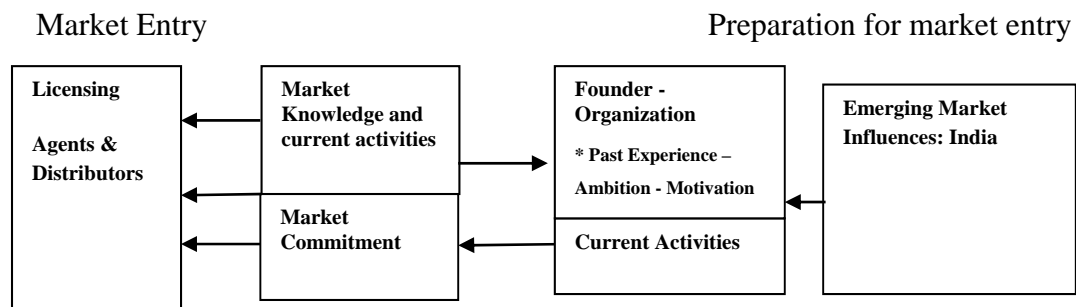 Market Entry
Preparation for market entry
Licensing
Agents &
Distributors
Market
Knowledge and
current activities
Market
Commitment
Founder -
Organization
* Past Experience –
Ambition - Motivation
Current Activities
Emerging Market
Influences: India